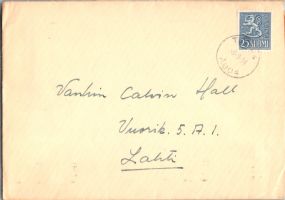 25 SUOMI
Vanhin Calvin Hall
Vuorik. 5. A 1.
Lahti